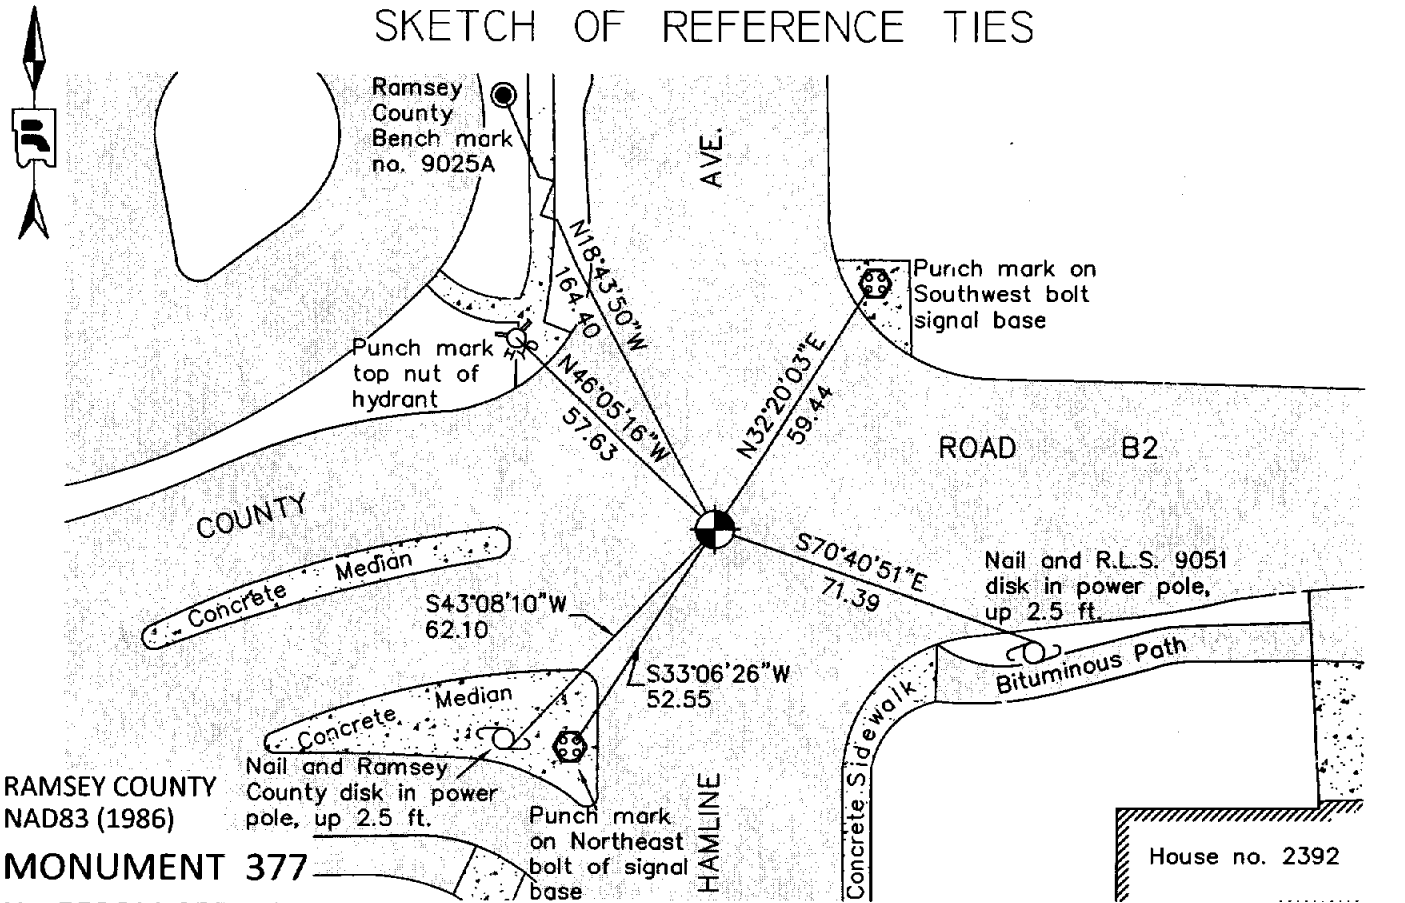 SKETCH OF REFERENCE TIES
Ramsey
County
Bench mark
no. 9025A
AVE.
N18°43'50"W
164.40
Punch mark on
Southwest bolt
signal base
Punch mark
top nut of
hydrant
HYD
N46°05'16"W
57.63
N32°20'03"E
59.44
ROAD B2
COUNTY
Concrete Median
S70°40'51"E
71.39
Nail and R.L.S. 9051
disk in power pole,
up 2.5 ft.
S43°08'10"W
62.10
S33°06'26"W
52.55
Bituminous Path
Concrete Median
Concrete Sidewalk
Nail and Ramsey
County disk in power
pole, up 2.5 ft.
Punch mark
on Northeast
bolt of signal
base
HAMLINE
RAMSEY COUNTY
NAD83 (1986)
MONUMENT 377
House no. 2392